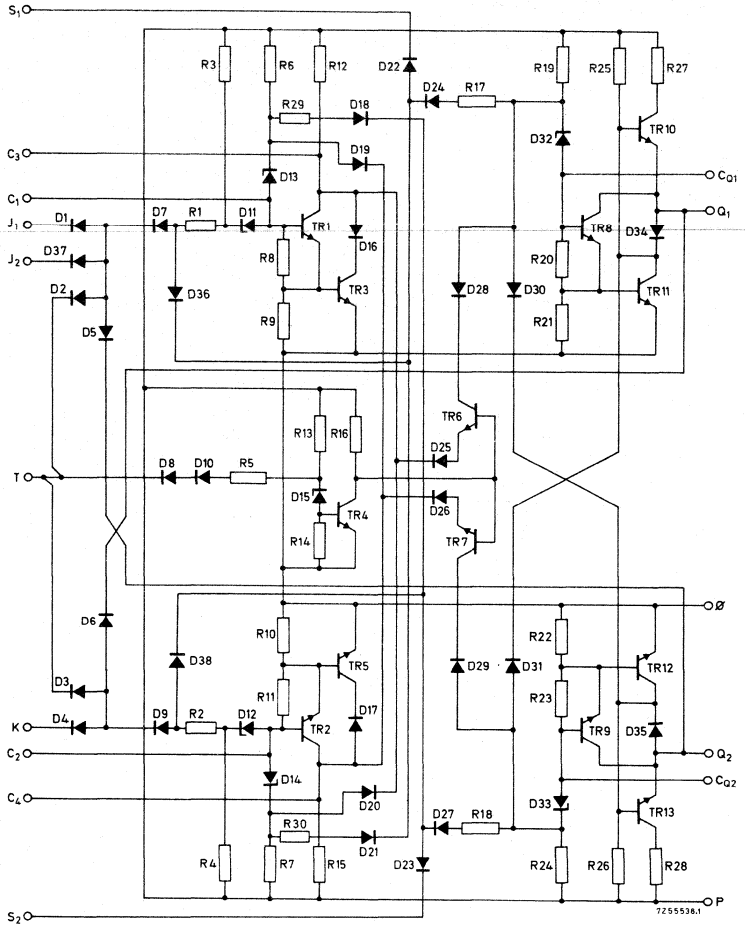 S1
R3
R6
R12
D22
R19
R25
R27
D24
R17
R29
D18
TR10
D32
C3
D19
D13
CQ1
C1
J1
D1
D7
R1
D11
TR1
Q1
D16
TR8
D34
J2
D37
R8
R20
D2
D36
TR3
D28
D30
TR11
D5
R9
R21
TR6
R13
R16
D25
T
D8
D10
R5
D15
D26
TR4
R14
TR7
Ø
D6
R10
R22
D38
TR5
D29
D31
TR12
D3
R11
R23
D17
K
D4
D9
R2
D12
TR2
TR9
D35
Q2
C2
D14
CQ2
C4
D20
D33
TR13
R30
D27
R18
D21
R4
R7
R15
D23
R24
R26
R28
P
7Z55536.1
S2